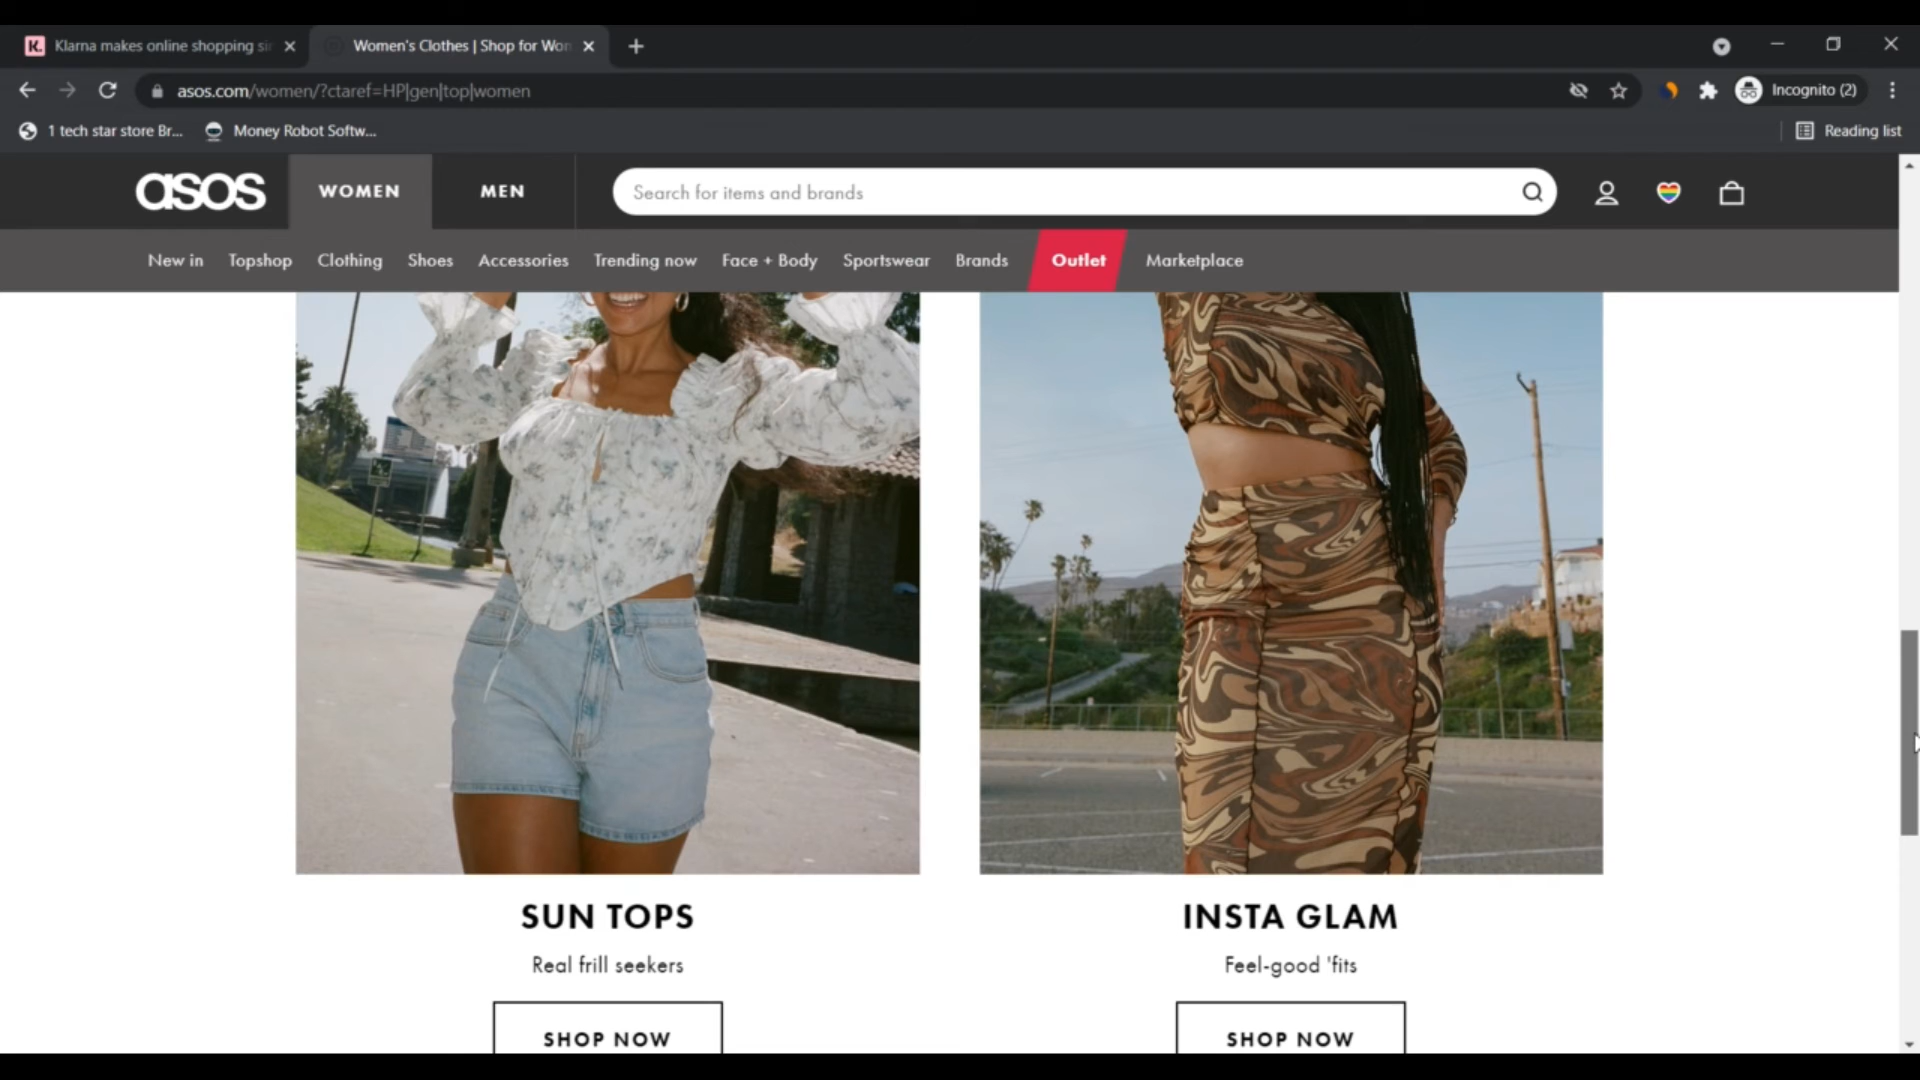 K. Klarna makes online shopping sir
Women's Clothes | Shop for Wom
asos.com/women/?ctaref=HP|gen|top|women
Incognito (2)
1 tech star store Br...
Money Robot Softw...
Reading list
asos
WOMEN
MEN
Search for items and brands
New in
Topshop
Clothing
Shoes
Accessories
Trending now
Face + Body
Sportswear
Brands
Outlet
Marketplace
SUN TOPS
INSTA GLAM
Real frill seekers
Feel-good 'fits
SHOP NOW
SHOP NOW